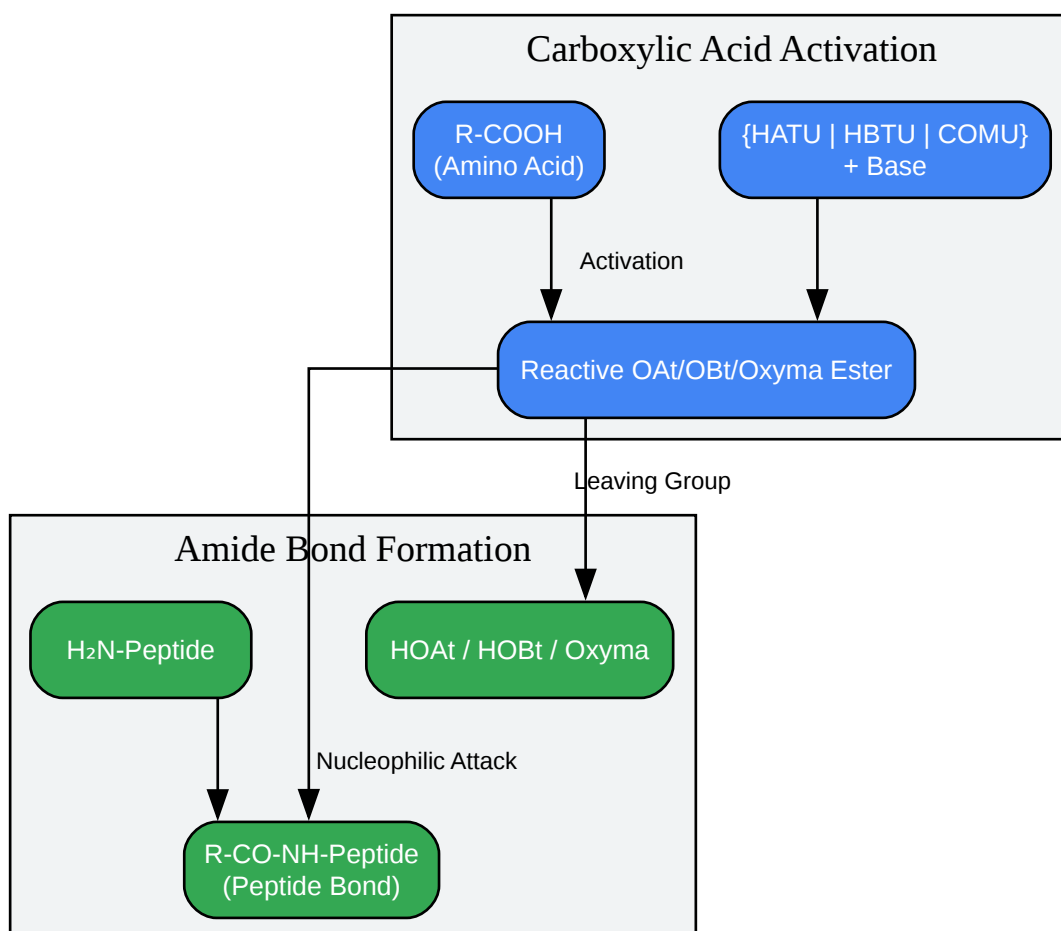 Carboxylic Acid Activation
R-COOH
(Amino Acid)
{HATU | HBTU | COMU}
+ Base
Activation
Reactive OAt/OBt/Oxyma Ester
Leaving Group
Amide Bond Formation
H₂N-Peptide
HOAt / HOBt / Oxyma
Nucleophilic Attack
R-CO-NH-Peptide
(Peptide Bond)